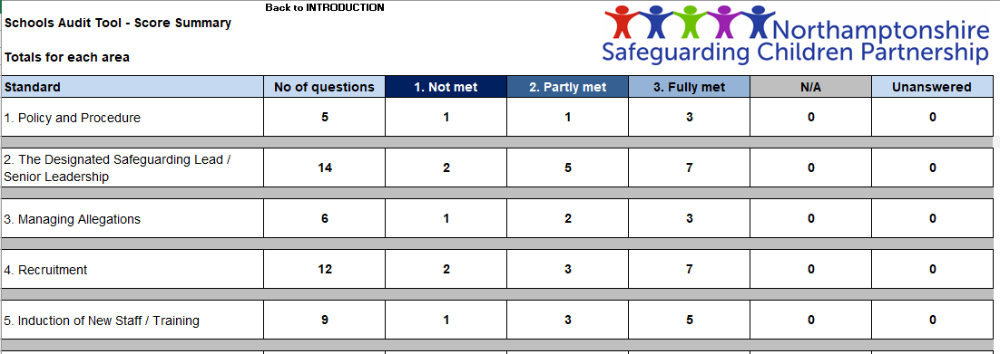 Back to INTRODUCTION
Schools Audit Tool - Score Summary
Northamptonshire
Safeguarding Children Partnership
Totals for each area
Standard No of questions 1. Not met 2. Partly met 3. Fully met N/A Unanswered
1. Policy and Procedure 5 1 1 3 0 0
2. The Designated Safeguarding Lead /
Senior Leadership 14 2 5 7 0 0
3. Managing Allegations 6 1 2 3 0 0
4. Recruitment 12 2 3 7 0 0
5. Induction of New Staff / Training 9 1 3 5 0 0